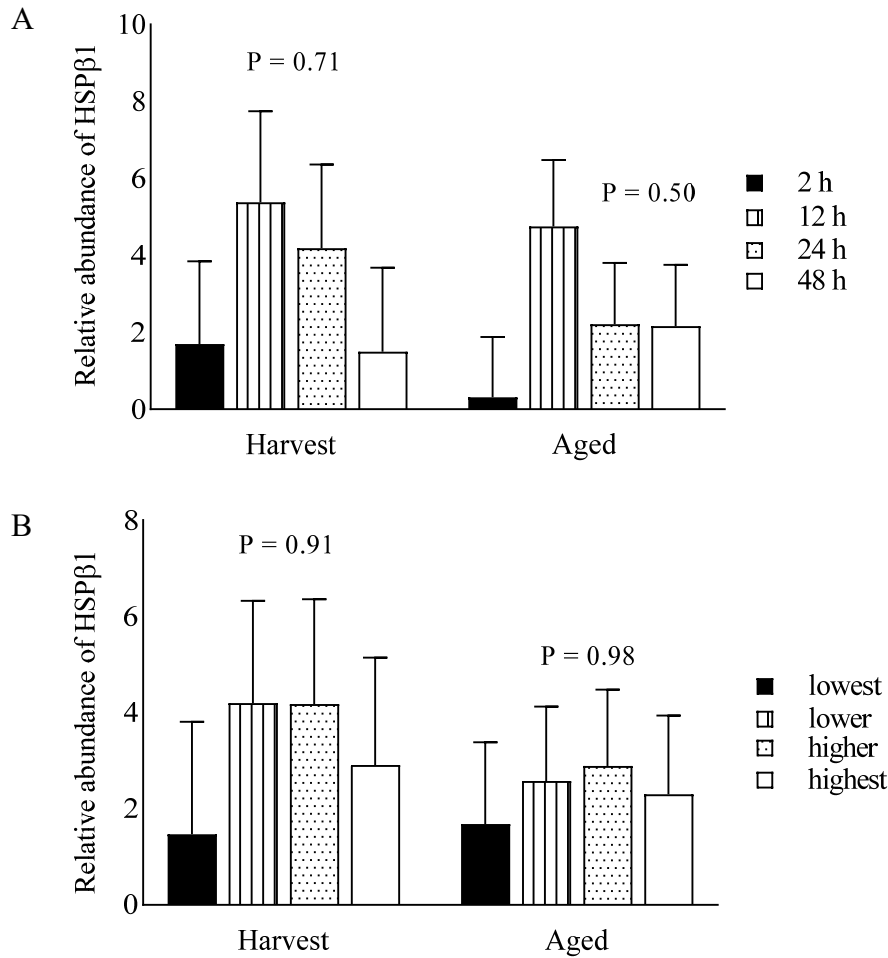 A
Relative abundance of HSPβ1
10
8
6
4
2
0
P = 0.71
P = 0.50
Harvest
Aged
2 h
12 h
24 h
48 h
B
Relative abundance of HSPβ1
8
6
4
2
0
P = 0.91
P = 0.98
Harvest
Aged
lowest
lower
higher
highest